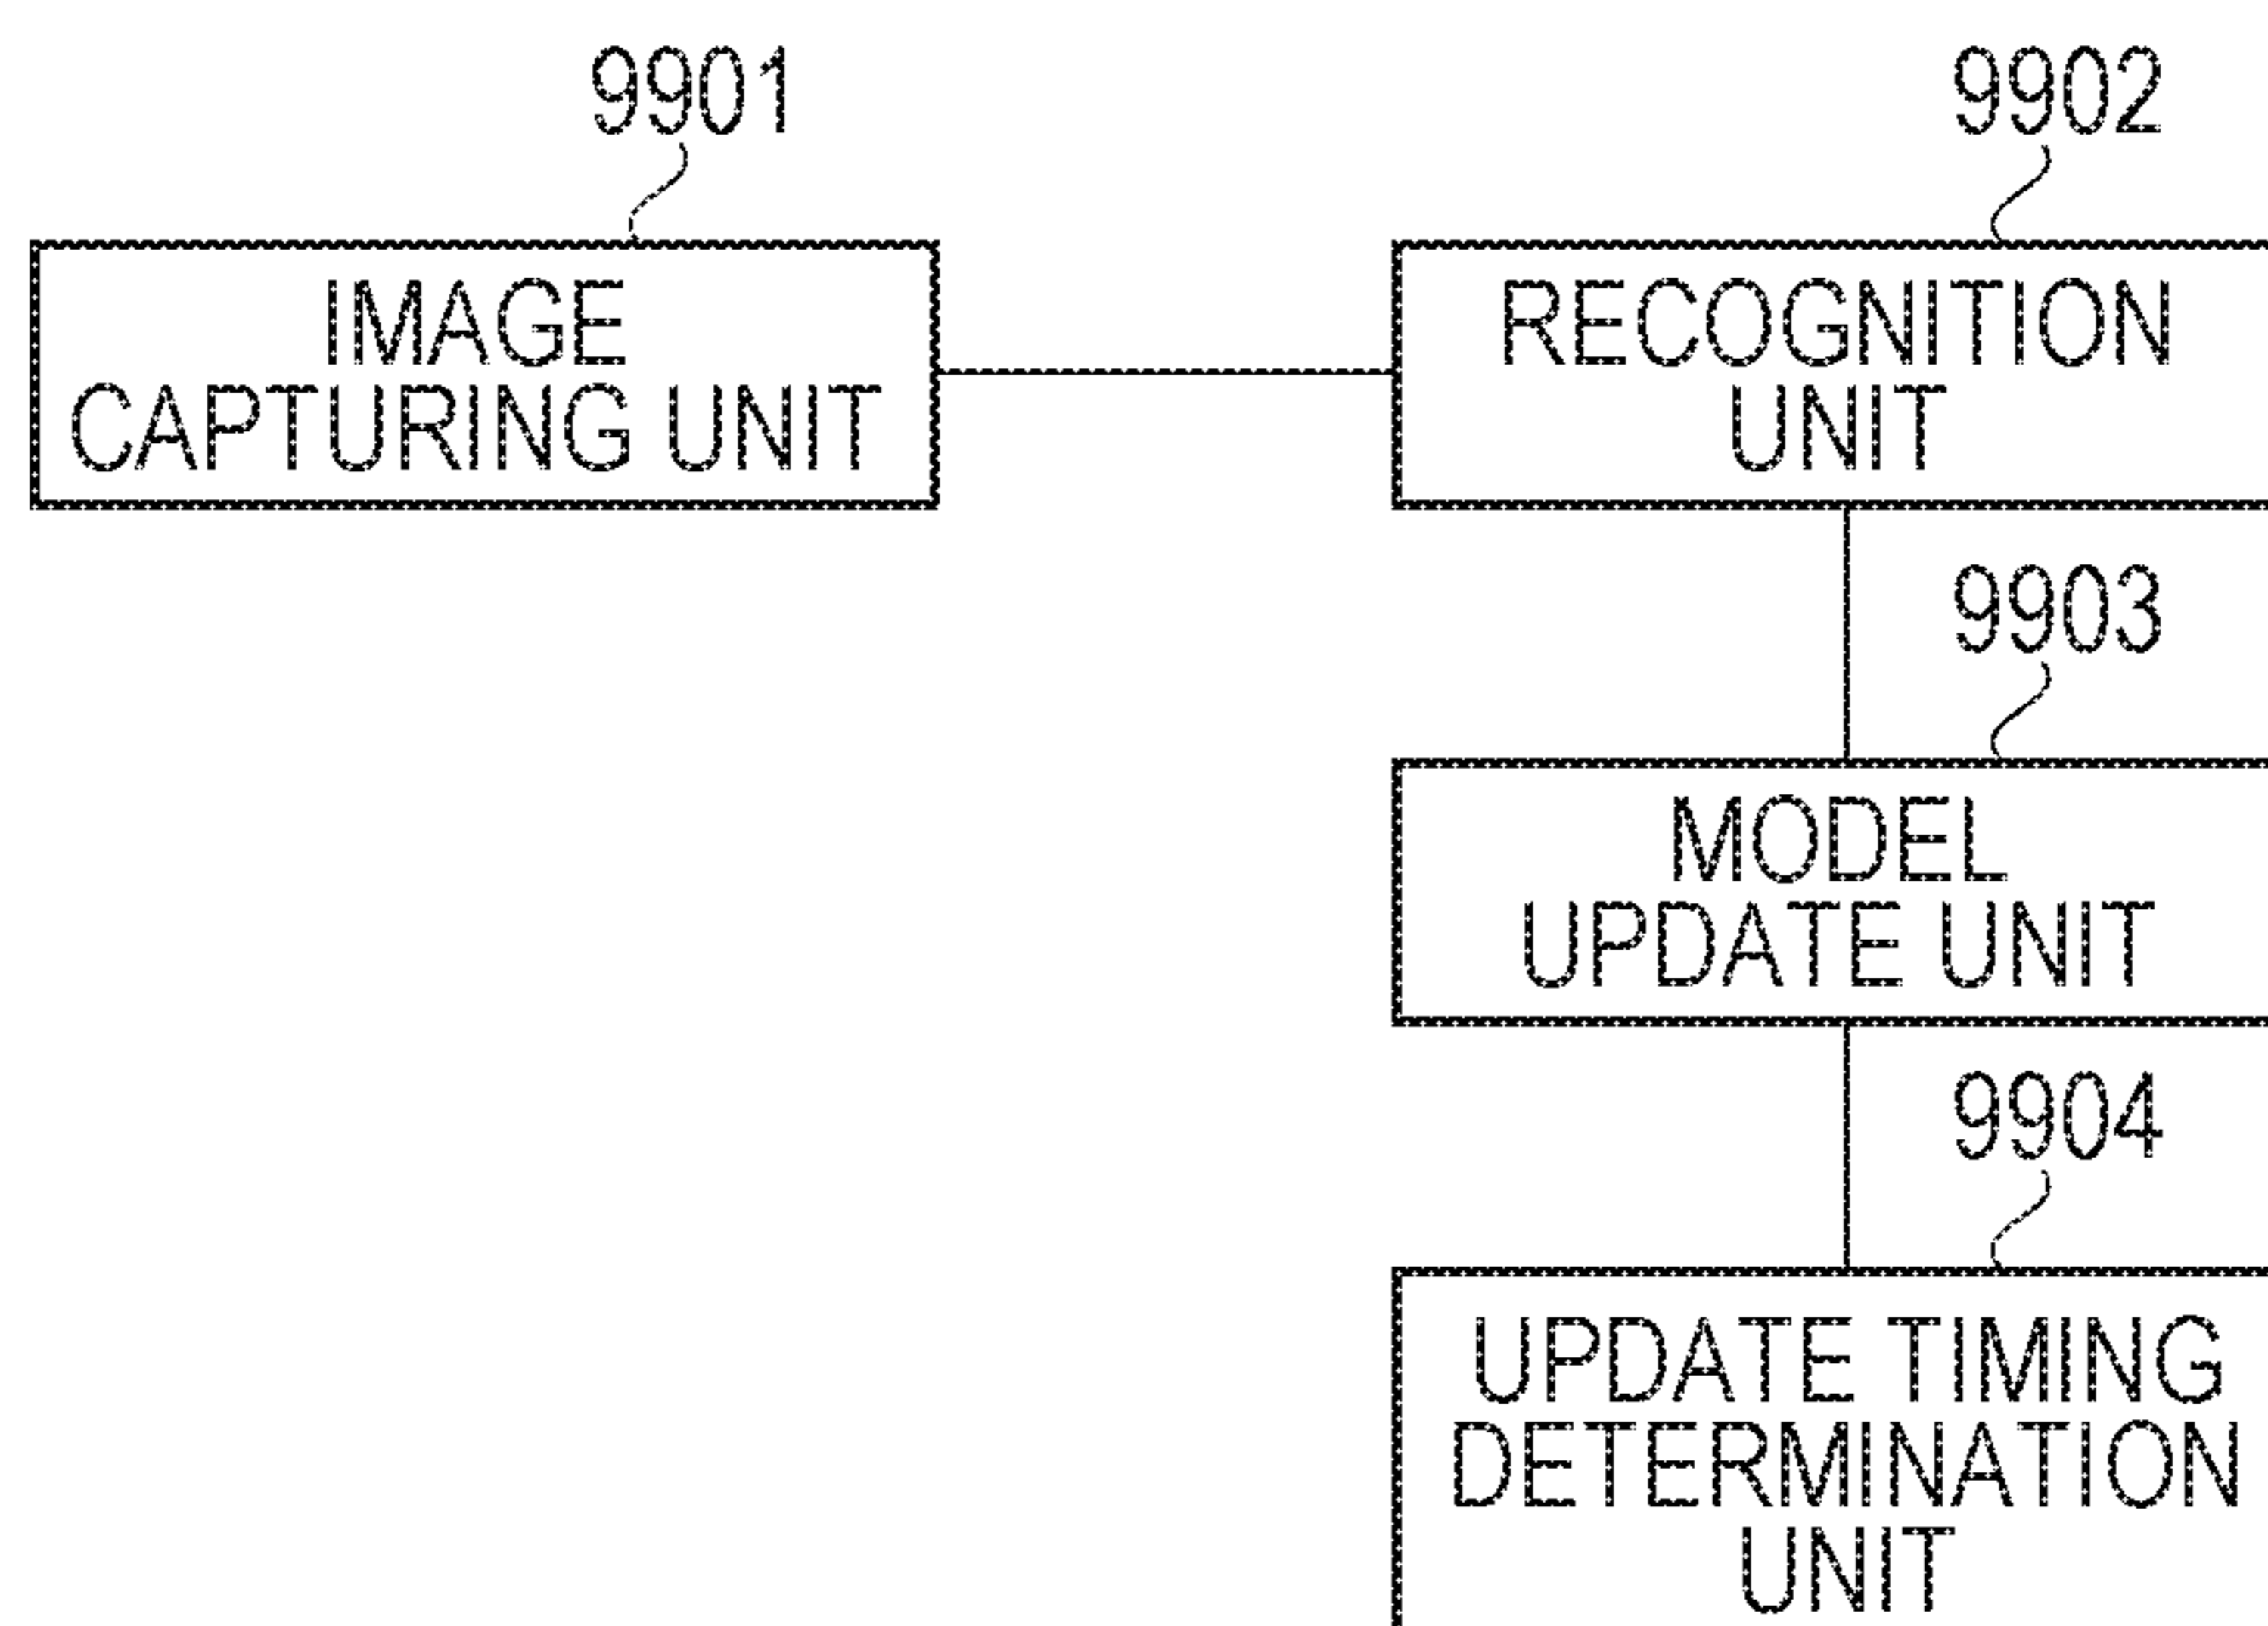 9901
IMAGE
CAPTURING UNIT
9902
RECOGNITION
UNIT
9903
MODEL
UPDATE UNIT
9904
UPDATE TIMING
DETERMINATION
UNIT